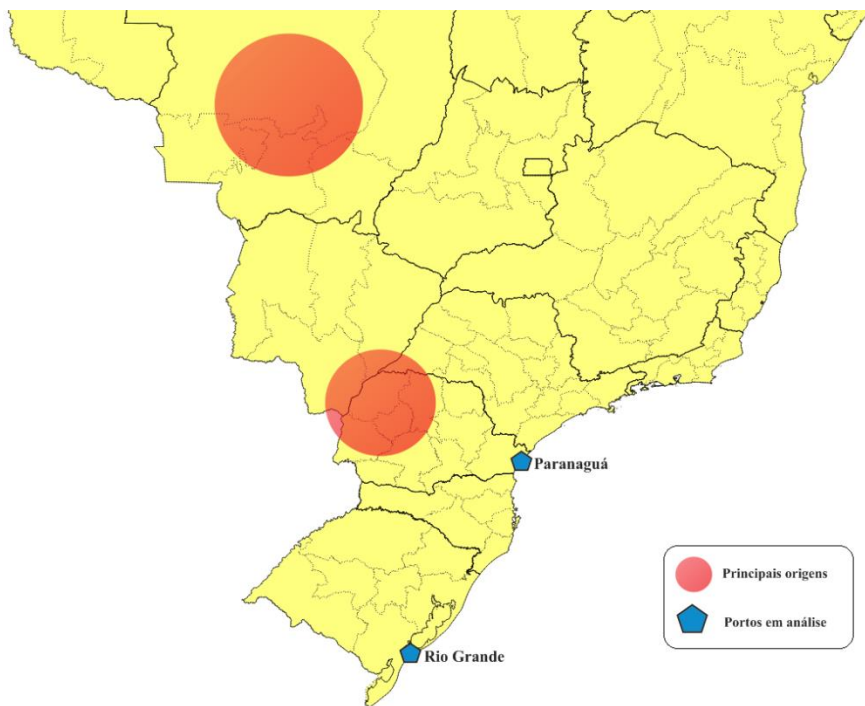 Paranaguá
Principais origens
Portos em análise
Rio Grande